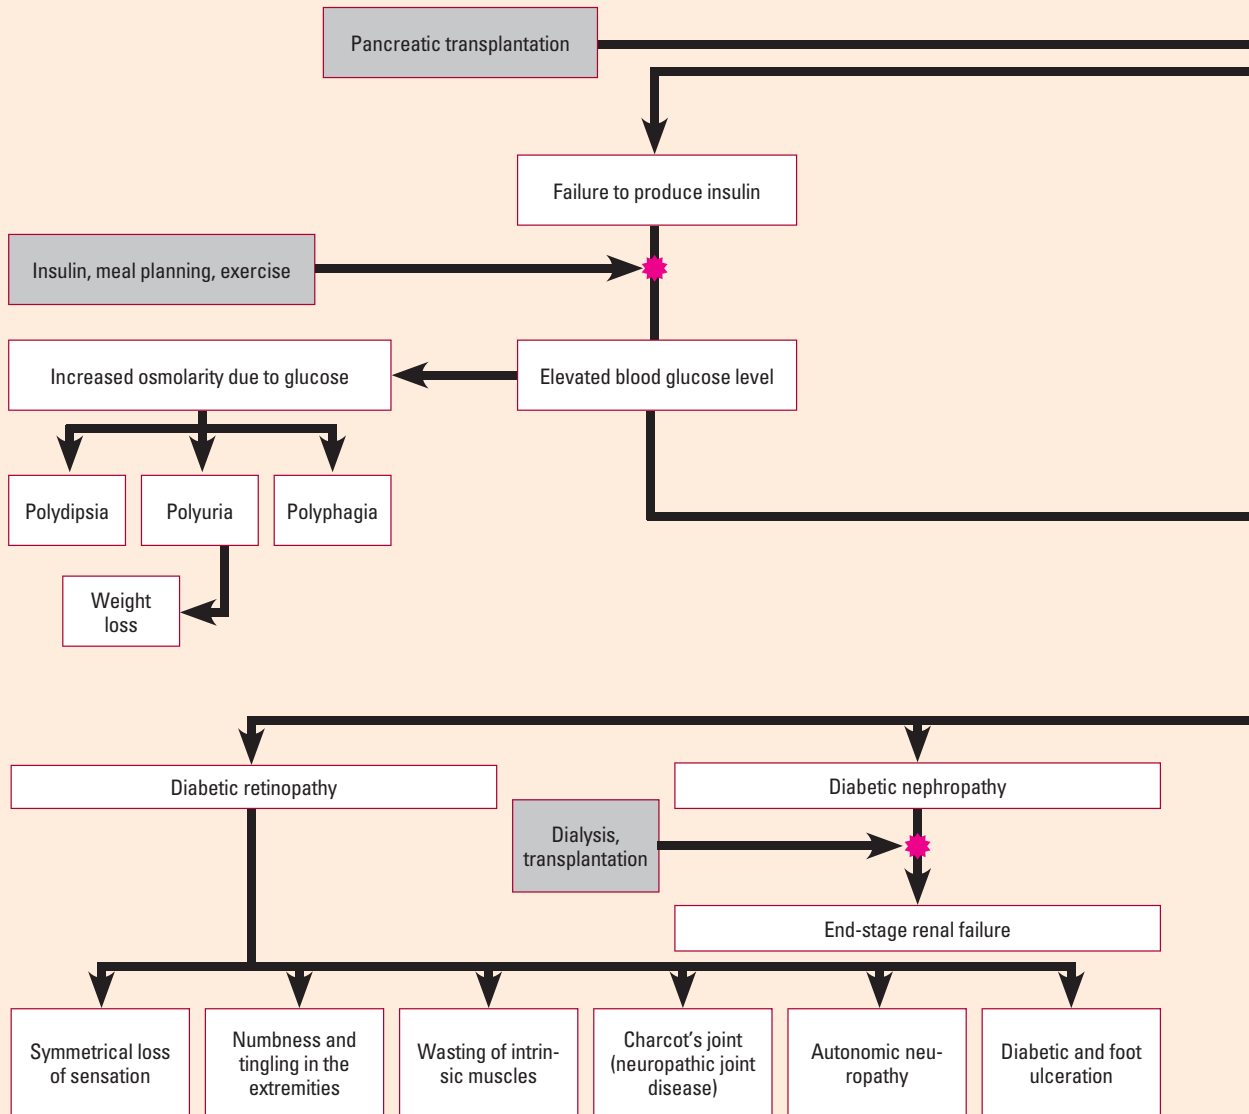 Pancreatic transplantation
Failure to produce insulin
Insulin, meal planning, exercise
Increased osmolarity due to glucose
Elevated blood glucose level
Polydipsia
Polyuria
Polyphagia
Weight
loss
Diabetic retinopathy
Diabetic nephropathy
Dialysis,
transplantation
End-stage renal failure
Symmetrical loss
of sensation
Numbness and
tingling in the
extremities
Wasting of intrin-
sic muscles
Charcot’s joint
(neuropathic joint
disease)
Autonomic neu-
ropathy
Diabetic and foot
ulceration